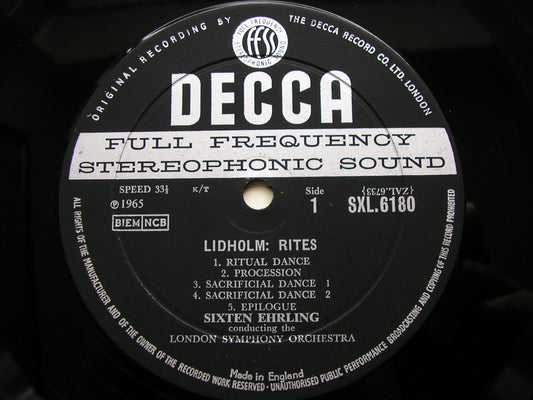 ORIGINAL RECORDING BY THE DECCA RECORD CO. LTD. LONDON
FULL FREQUENCY STEREOPHONIC SOUND
FFSS
DECCA
FULL FREQUENCY
STEREOPHONIC SOUND
SPEED 33⅓ K/T Side {ZAL.6733}
℗1965 1 SXL.6180
BIEM NCB
LIDHOLM: RITES
1. RITUAL DANCE
2. PROCESSION
3. SACRIFICIAL DANCE 1
4. SACRIFICIAL DANCE 2
5. EPILOGUE
SIXTEN EHRLING
conducting the
LONDON SYMPHONY ORCHESTRA
Made in England
ALL RIGHTS OF THE MANUFACTURER AND OF THE OWNER OF THE RECORDED WORK RESERVED · UNAUTHORISED PUBLIC PERFORMANCE BROADCASTING AND COPYING OF THIS RECORD PROHIBITED